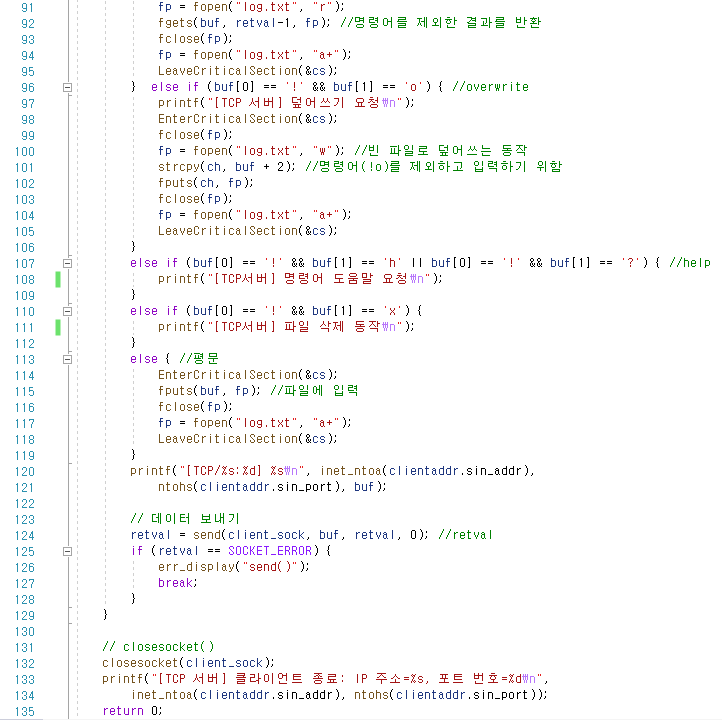 91 fp = fopen("log.txt", "r");
92 fgets(buf, retval-1, fp); //명령어를 제외한 결과를 반환
93 fclose(fp);
94 fp = fopen("log.txt", "a+");
95 LeaveCriticalSection(&cs);
96 } else if (buf[0] == '!' && buf[1] == 'o') { //overwrite
97 printf("[TCP 서버] 덮어쓰기 요청₩n");
98 EnterCriticalSection(&cs);
99 fclose(fp);
100 fp = fopen("log.txt", "w"); //빈 파일로 덮어쓰는 동작
101 strcpy(ch, buf + 2); //명령어(!o)를 제외하고 입력하기 위함
102 fputs(ch, fp);
103 fclose(fp);
104 fp = fopen("log.txt", "a+");
105 LeaveCriticalSection(&cs);
106 }
107 else if (buf[0] == '!' && buf[1] == 'h' || buf[0] == '!' && buf[1] == '?') { //help
108 printf("[TCP서버] 명령어 도움말 요청₩n");
109 }
110 else if (buf[0] == '!' && buf[1] == 'x') {
111 printf("[TCP서버] 파일 삭제 동작₩n");
112 }
113 else { //평문
114 EnterCriticalSection(&cs);
115 fputs(buf, fp); //파일에 입력
116 fclose(fp);
117 fp = fopen("log.txt", "a+");
118 LeaveCriticalSection(&cs);
119 }
120 printf("[TCP/%s:%d] %s₩n", inet_ntoa(clientaddr.sin_addr),
121 ntohs(clientaddr.sin_port), buf);
122
123 // 데이터 보내기
124 retval = send(client_sock, buf, retval, 0); //retval
125 if (retval == SOCKET_ERROR) {
126 err_display("send()");
127 break;
128 }
129 }
130
131 // closesocket()
132 closesocket(client_sock);
133 printf("[TCP 서버] 클라이언트 종료: IP 주소=%s, 포트 번호=%d₩n",
134 inet_ntoa(clientaddr.sin_addr), ntohs(clientaddr.sin_port));
135 return 0;